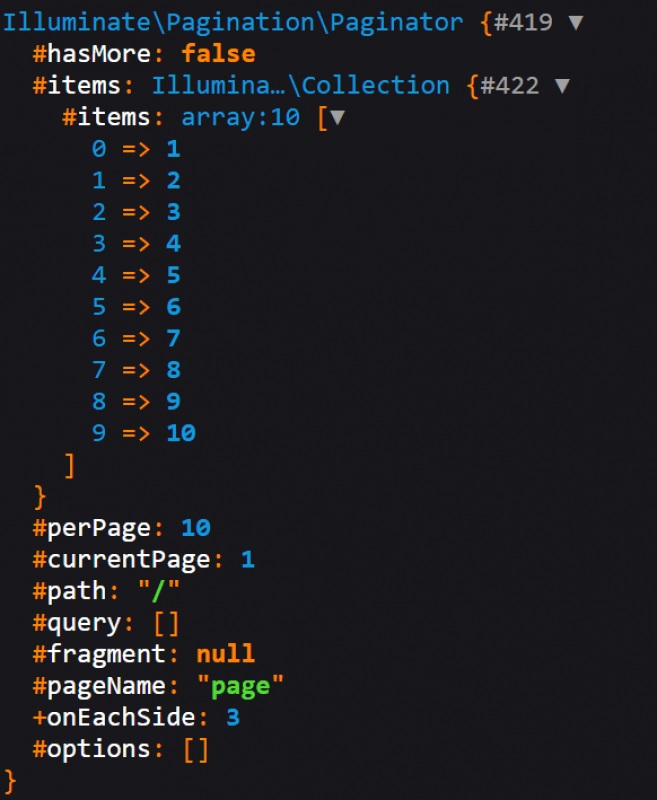 Illuminate\Pagination\Paginator {#419 ▼
  #hasMore: false
  #items: Illumina…\Collection {#422 ▼
    #items: array:10 [▼
      0 => 1
      1 => 2
      2 => 3
      3 => 4
      4 => 5
      5 => 6
      6 => 7
      7 => 8
      8 => 9
      9 => 10
    ]
  }
  #perPage: 10
  #currentPage: 1
  #path: "/"
  #query: []
  #fragment: null
  #pageName: "page"
  +onEachSide: 3
  #options: []
}